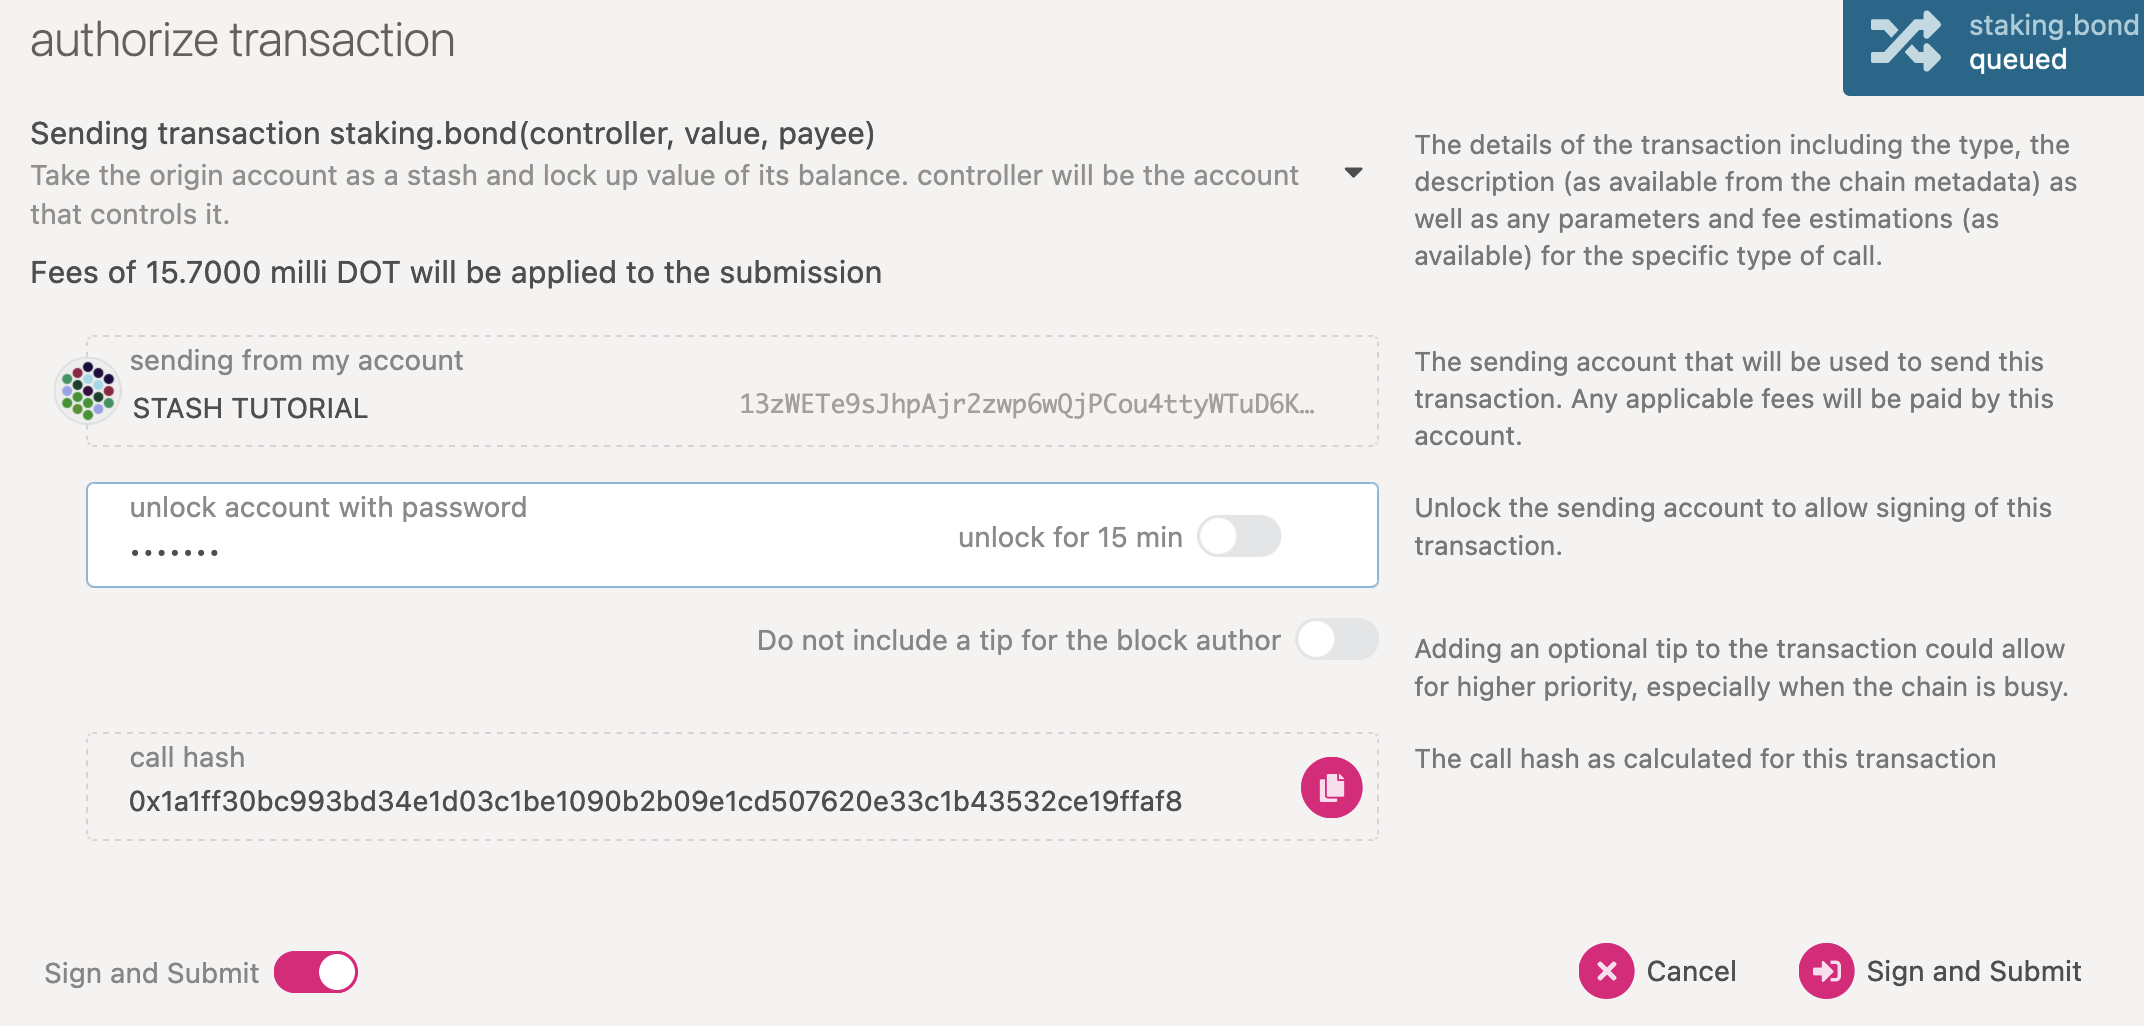 authorize transaction
staking.bond
queued
Sending transaction staking.bond(controller, value, payee)
Take the origin account as a stash and lock up value of its balance. controller will be the account
that controls it.
Fees of 15.7000 milli DOT will be applied to the submission
The details of the transaction including the type, the
description (as available from the chain metadata) as
well as any parameters and fee estimations (as
available) for the specific type of call.
sending from my account
STASH TUTORIAL
13zWETe9sJhpAjr2zwp6wQjPCou4ttyWTuD6K…
The sending account that will be used to send this
transaction. Any applicable fees will be paid by this
account.
unlock account with password
•••••••
unlock for 15 min
Unlock the sending account to allow signing of this
transaction.
Do not include a tip for the block author
Adding an optional tip to the transaction could allow
for higher priority, especially when the chain is busy.
call hash
0x1a1ff30bc993bd34e1d03c1be1090b2b09e1cd507620e33c1b43532ce19ffaf8
The call hash as calculated for this transaction
Sign and Submit
Cancel
Sign and Submit